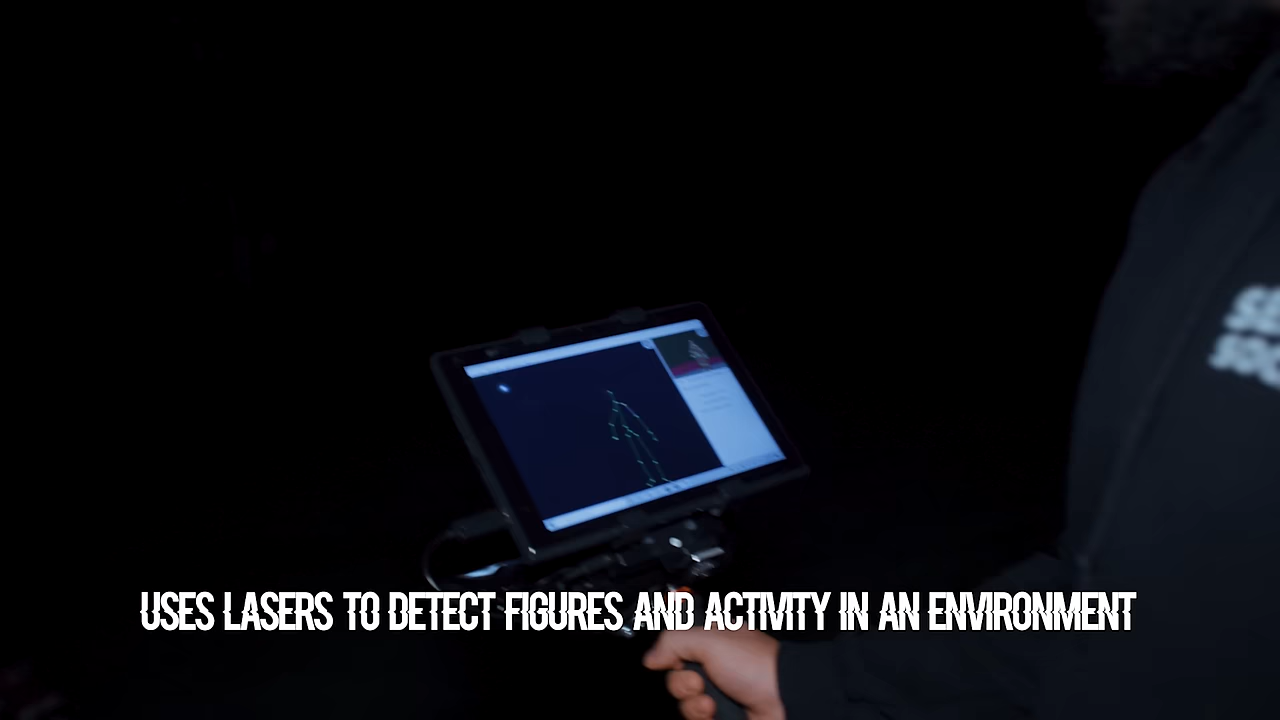 USES LASERS TO DETECT FIGURES AND ACTIVITY IN AN ENVIRONMENT